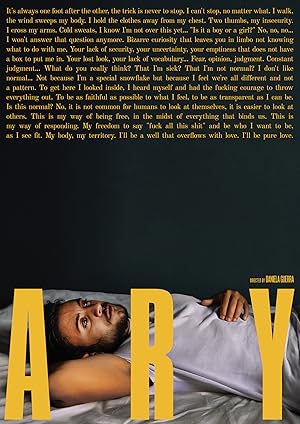 It's always one foot after the other, the trick is never to stop. I can't stop, no matter what. I walk,
the wind sweeps my body. I hold the clothes away from my chest. Two thumbs, my insecurity.
I cross my arms. Cold sweats, I know I'm not over this yet... "Is it a boy or a girl?" No, no, no...
I won't answer that question anymore. Bizarre curiosity that leaves you in limbo not knowing
what to do with me. Your lack of security, your uncertainty, your emptiness that does not have
a box to put me in. Your lost look, your lack of vocabulary... Fear, opinion, judgment. Constant
judgment... What do you really think? That I'm sick? That I'm not normal? I don't like
normal... Not because I'm a special snowflake but because I feel we're all different and not
a pattern. To get here I looked inside, I heard myself and had the fucking courage to throw
everything out. To be as faithful as possible to what I feel, to be as transparent as I can be.
Is this normal? No, it is not common for humans to look at themselves, it is easier to look at
others. This is my way of being free, in the midst of everything that binds us. This is
my way of responding. My freedom to say "fuck all this shit" and be who I want to be,
as I see fit. My body, my territory. I'll be a well that overflows with love. I'll be pure love.
DIRECTED BY DANIELA GUERRA
ARY